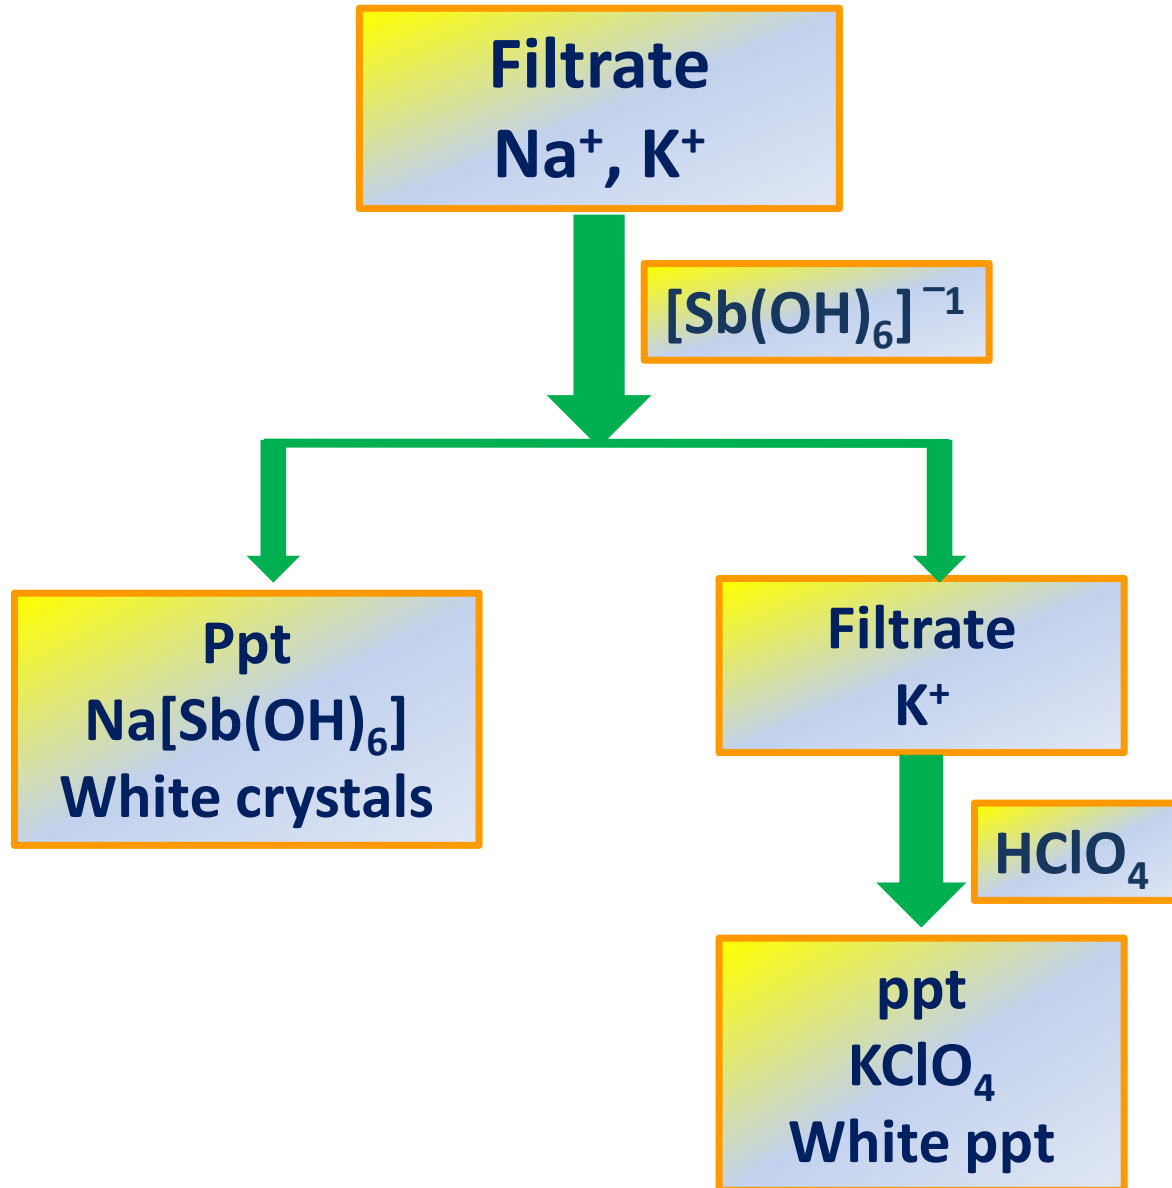 Filtrate
Na⁺, K⁺
[Sb(OH)₆]⁻¹
Ppt
Na[Sb(OH)₆]
White crystals
Filtrate
K⁺
HClO₄
ppt
KClO₄
White ppt